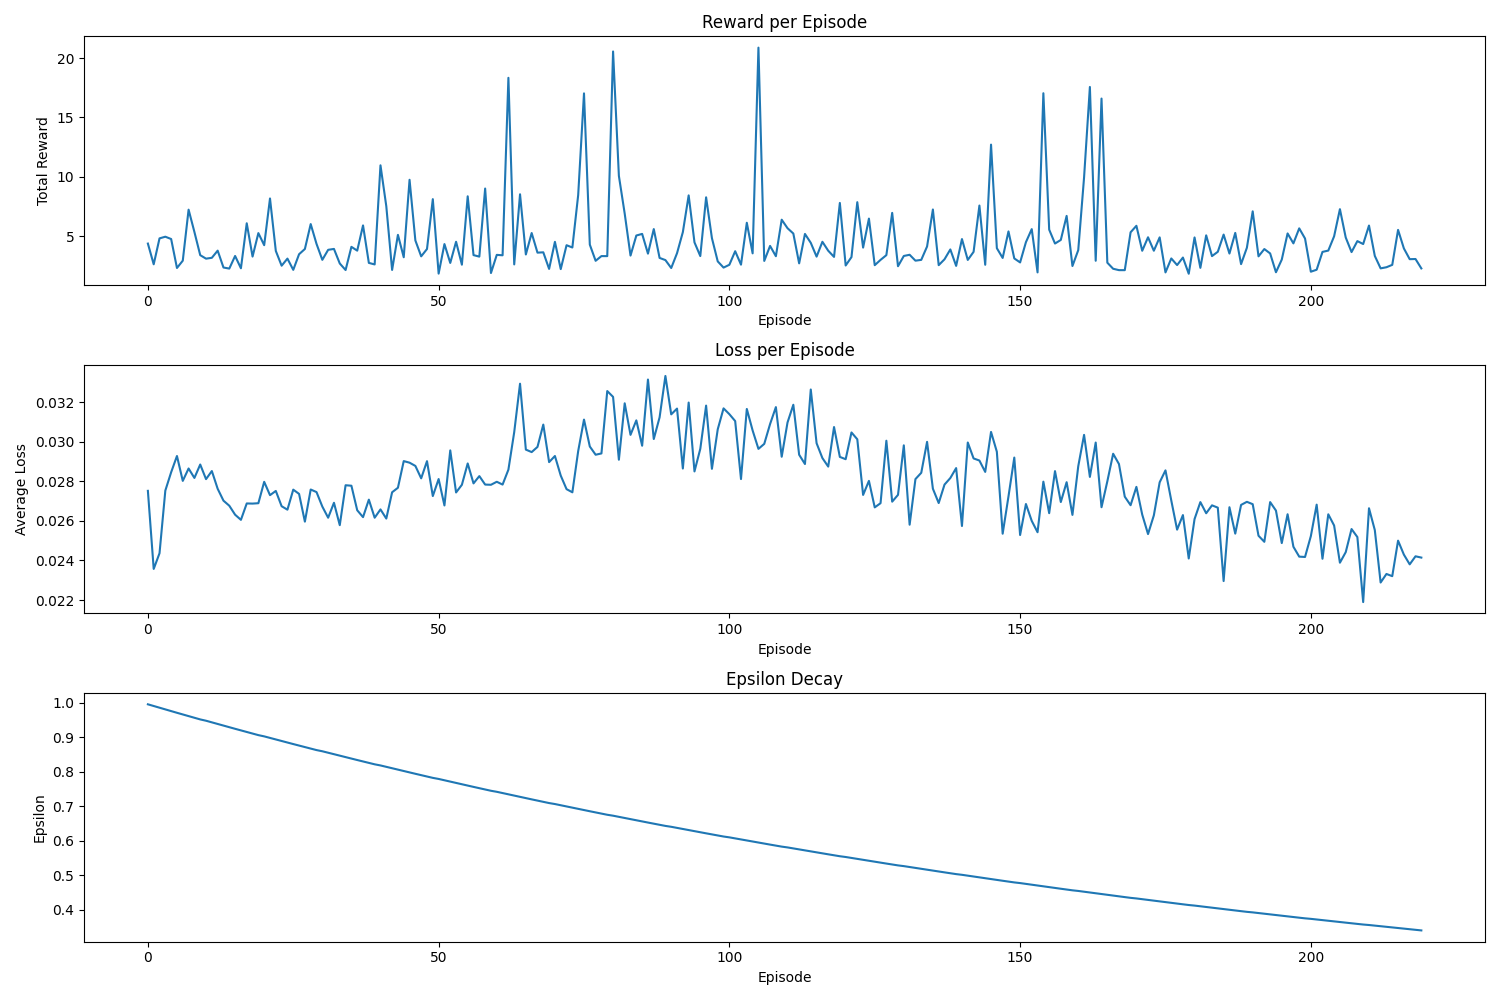 Reward per Episode
Total Reward
20
15
10
5
0 50 100 150 200
Episode
Loss per Episode
Average Loss
0.032
0.030
0.028
0.026
0.024
0.022
0 50 100 150 200
Episode
Epsilon Decay
Epsilon
1.0
0.9
0.8
0.7
0.6
0.5
0.4
0 50 100 150 200
Episode